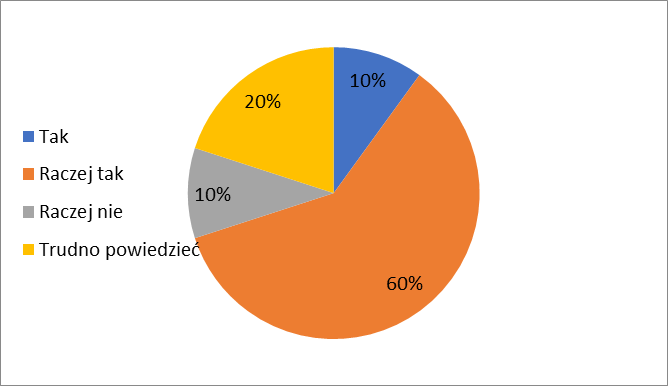 Tak
Raczej tak
Raczej nie
Trudno powiedzieć
10%
60%
10%
20%